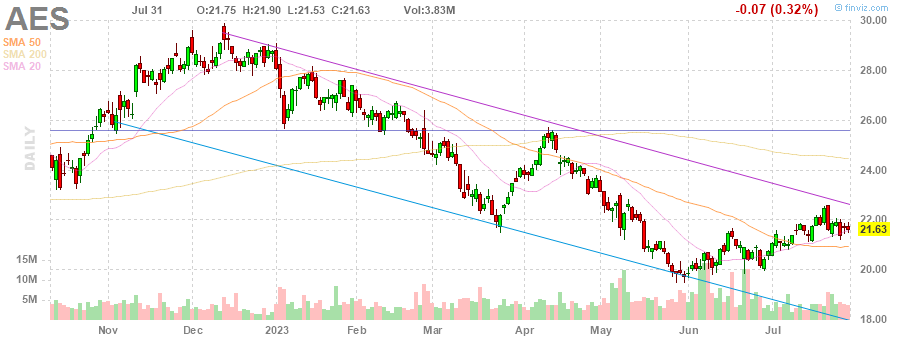 AES Jul 31 O:21.75 H:21.90 L:21.53 C:21.63 Vol:3.83M -0.07 (0.32%) © finviz.com
SMA 50
SMA 200
SMA 20
DAILY
30.00
28.00
26.00
24.00
22.00
21.63
20.00
18.00
15M
10M
5M
Nov Dec 2023 Feb Mar Apr May Jun Jul